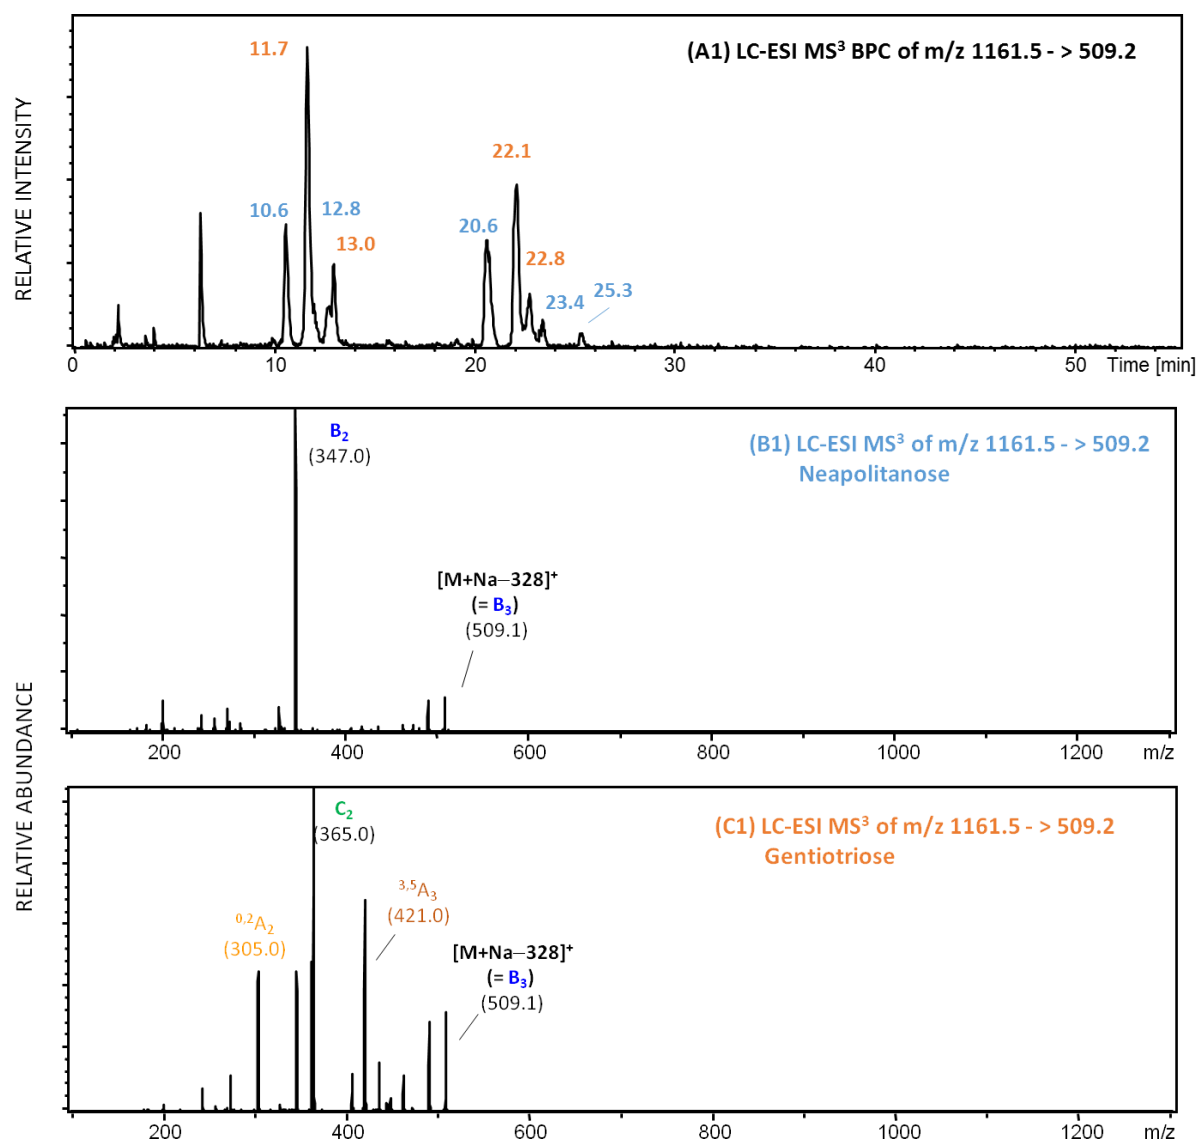 (A1) LC-ESI MS³ BPC of m/z 1161.5 - > 509.2
RELATIVE INTENSITY
11.7
10.6
12.8
13.0
22.1
20.6
22.8
23.4
25.3
0 10 20 30 40 50 Time [min]
(B1) LC-ESI MS³ of m/z 1161.5 - > 509.2
Neapolitanose
B₂
(347.0)
[M+Na−328]⁺
(= B₃)
(509.1)
200 400 600 800 1000 1200 m/z
RELATIVE ABUNDANCE
(C1) LC-ESI MS³ of m/z 1161.5 - > 509.2
Gentiotriose
C₂
(365.0)
⁰,²A₂
(305.0)
³,⁵A₃
(421.0)
[M+Na−328]⁺
(= B₃)
(509.1)
200 400 600 800 1000 1200 m/z